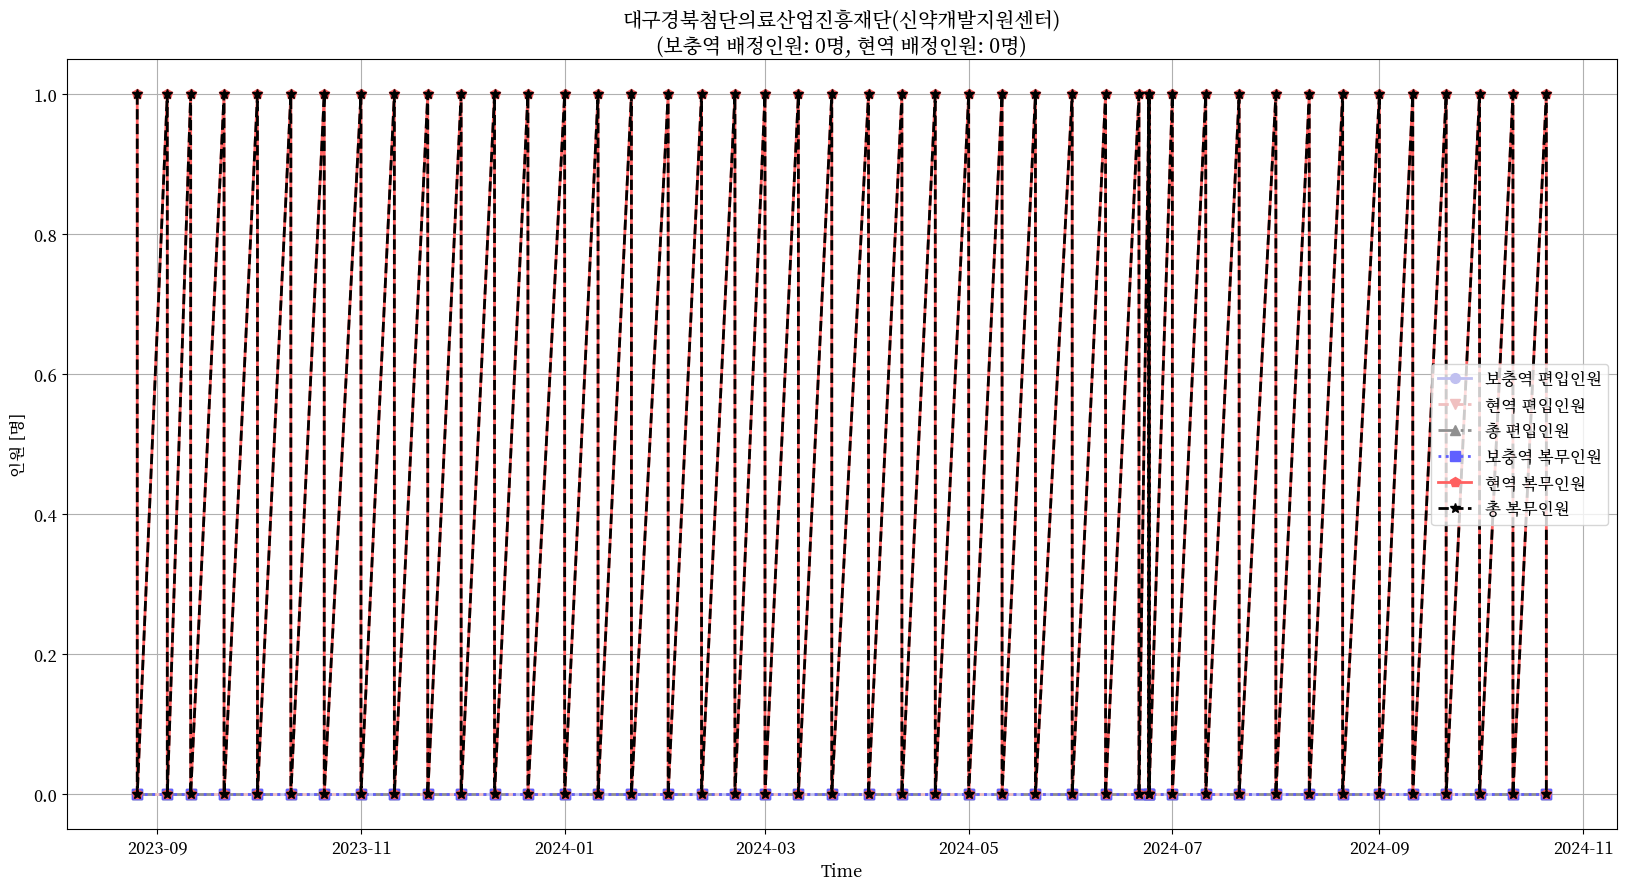 대구경북첨단의료산업진흥재단(신약개발지원센터)
(보충역 배정인원: 0명, 현역 배정인원: 0명)
인원 [명]
1.0
0.8
0.6
0.4
0.2
0.0
보충역 편입인원
현역 편입인원
총 편입인원
보충역 복무인원
현역 복무인원
총 복무인원
2023-09
2023-11
2024-01
2024-03
2024-05
2024-07
2024-09
2024-11
Time